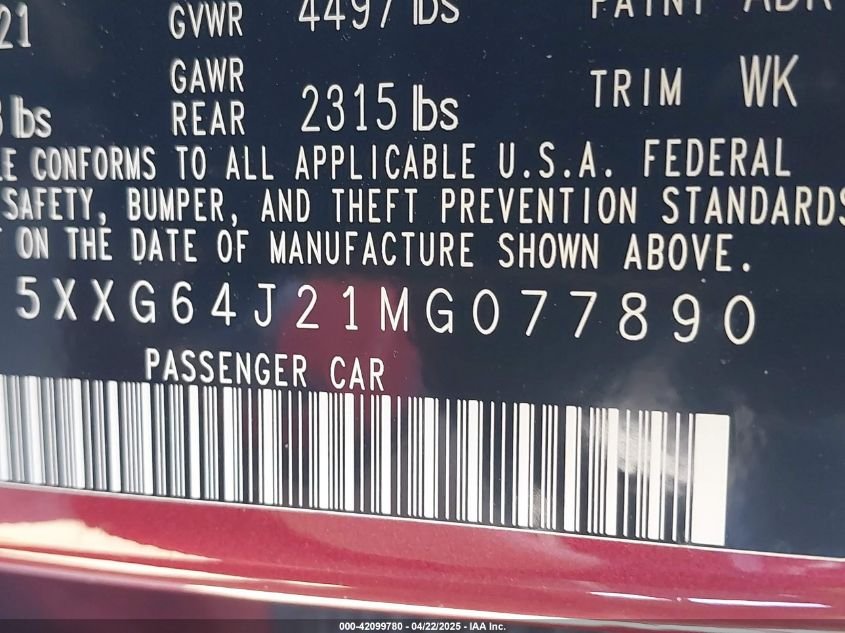 21 GVWR 4497 lbs PAINT ADR
GAWR
REAR 2315 lbs TRIM WK
lbs
E CONFORMS TO ALL APPLICABLE U.S.A. FEDERAL
SAFETY, BUMPER, AND THEFT PREVENTION STANDARDS
ON THE DATE OF MANUFACTURE SHOWN ABOVE.
5XXG64J21MG077890
PASSENGER CAR
000-42099780 - 04/22/2025 - IAA Inc.